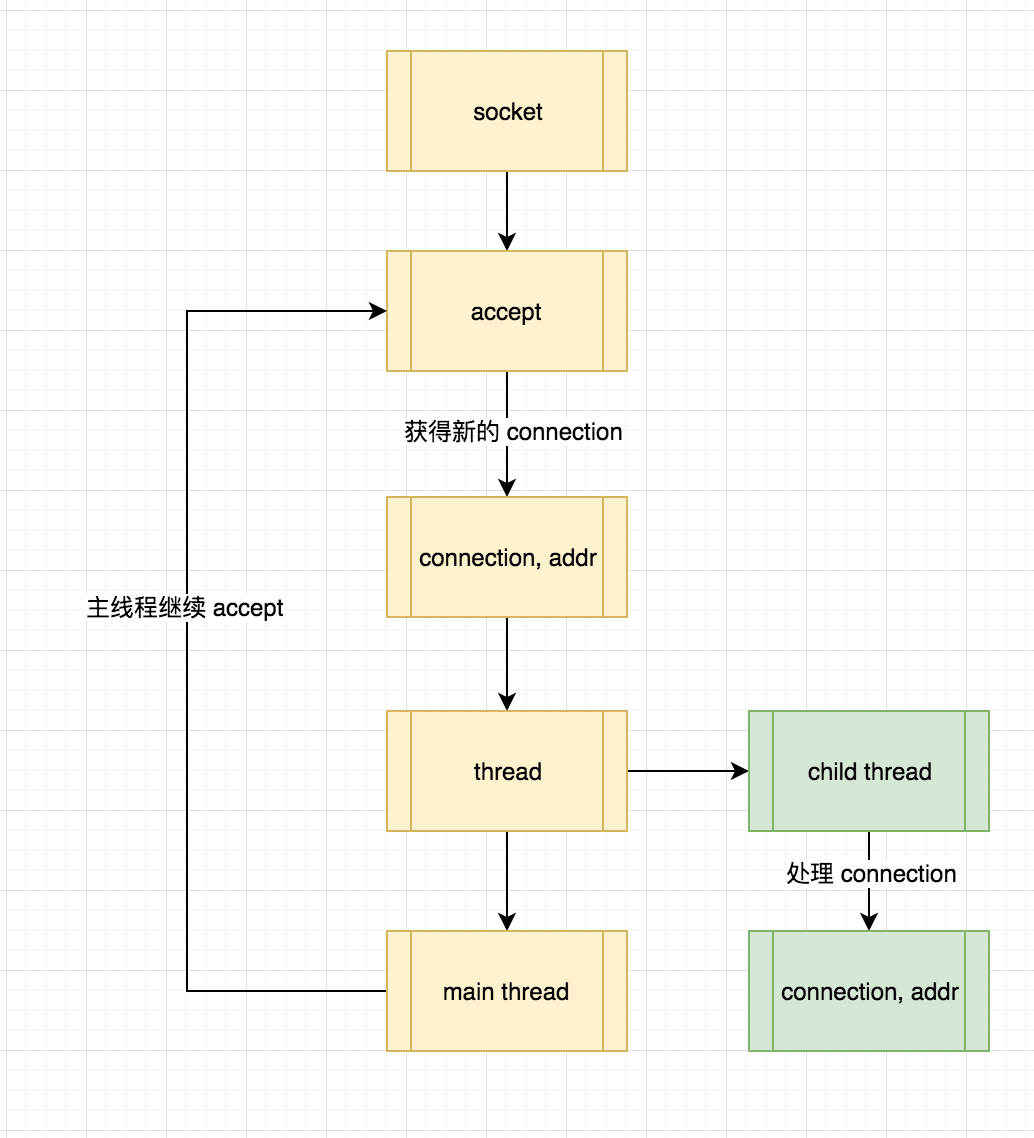 socket
accept
获得新的 connection
connection, addr
主线程继续 accept
thread
child thread
处理 connection
main thread
connection, addr